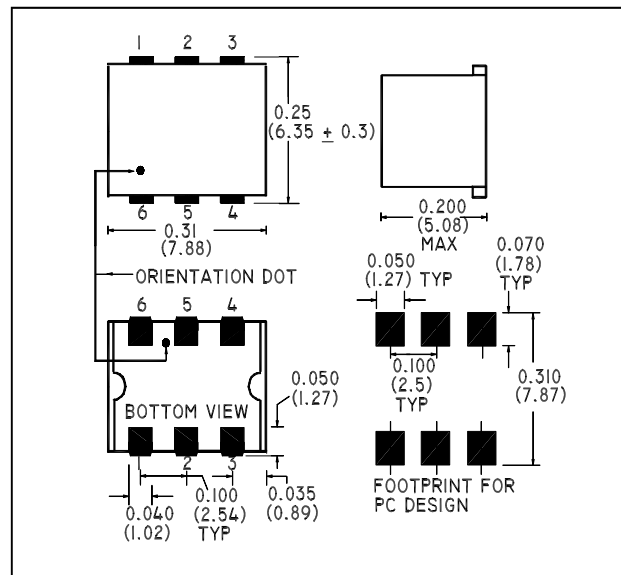 1 2 3
0.25
(6.35 ± 0.3)
6 5 4
0.31
(7.88)
0.200
(5.08)
MAX
ORIENTATION DOT
0.050
(1.27) TYP
0.070
(1.78)
TYP
6 5 4
0.050
(1.27)
0.100
(2.5)
TYP
0.310
(7.87)
BOTTOM VIEW
1 2 3
0.040
(1.02)
0.100
(2.54)
TYP
0.035
(0.89)
FOOTPRINT FOR
PC DESIGN